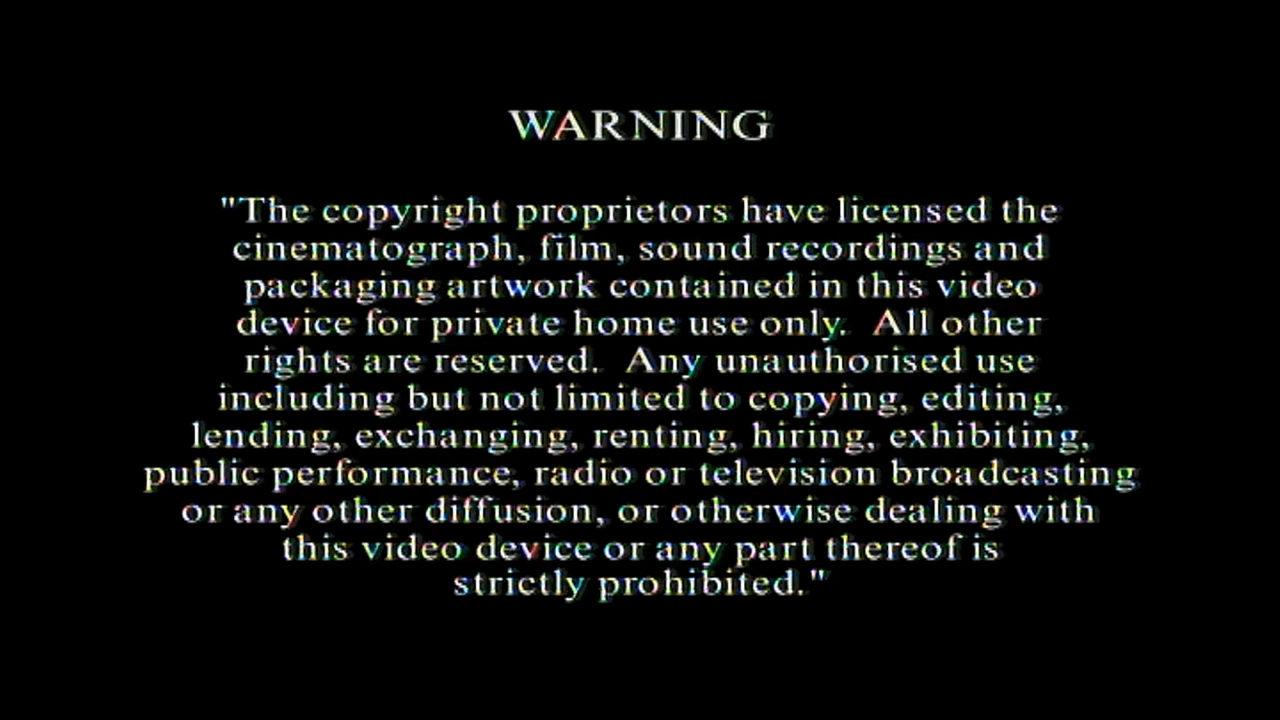 WARNING
"The copyright proprietors have licensed the
cinematograph, film, sound recordings and
packaging artwork contained in this video
device for private home use only.  All other
rights are reserved.  Any unauthorised use
including but not limited to copying, editing,
lending, exchanging, renting, hiring, exhibiting,
public performance, radio or television broadcasting
or any other diffusion, or otherwise dealing with
this video device or any part thereof is
strictly prohibited."